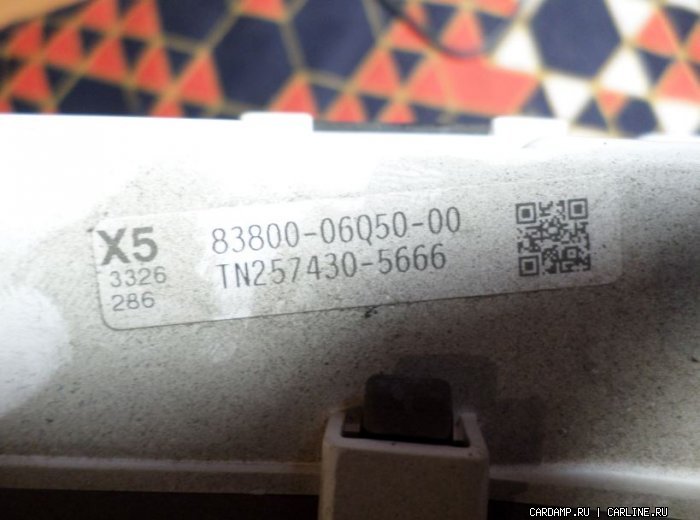 X5
3326
286
83800-06Q50-00
TN257430-5666
CARDAMP.RU | CARLINE.RU